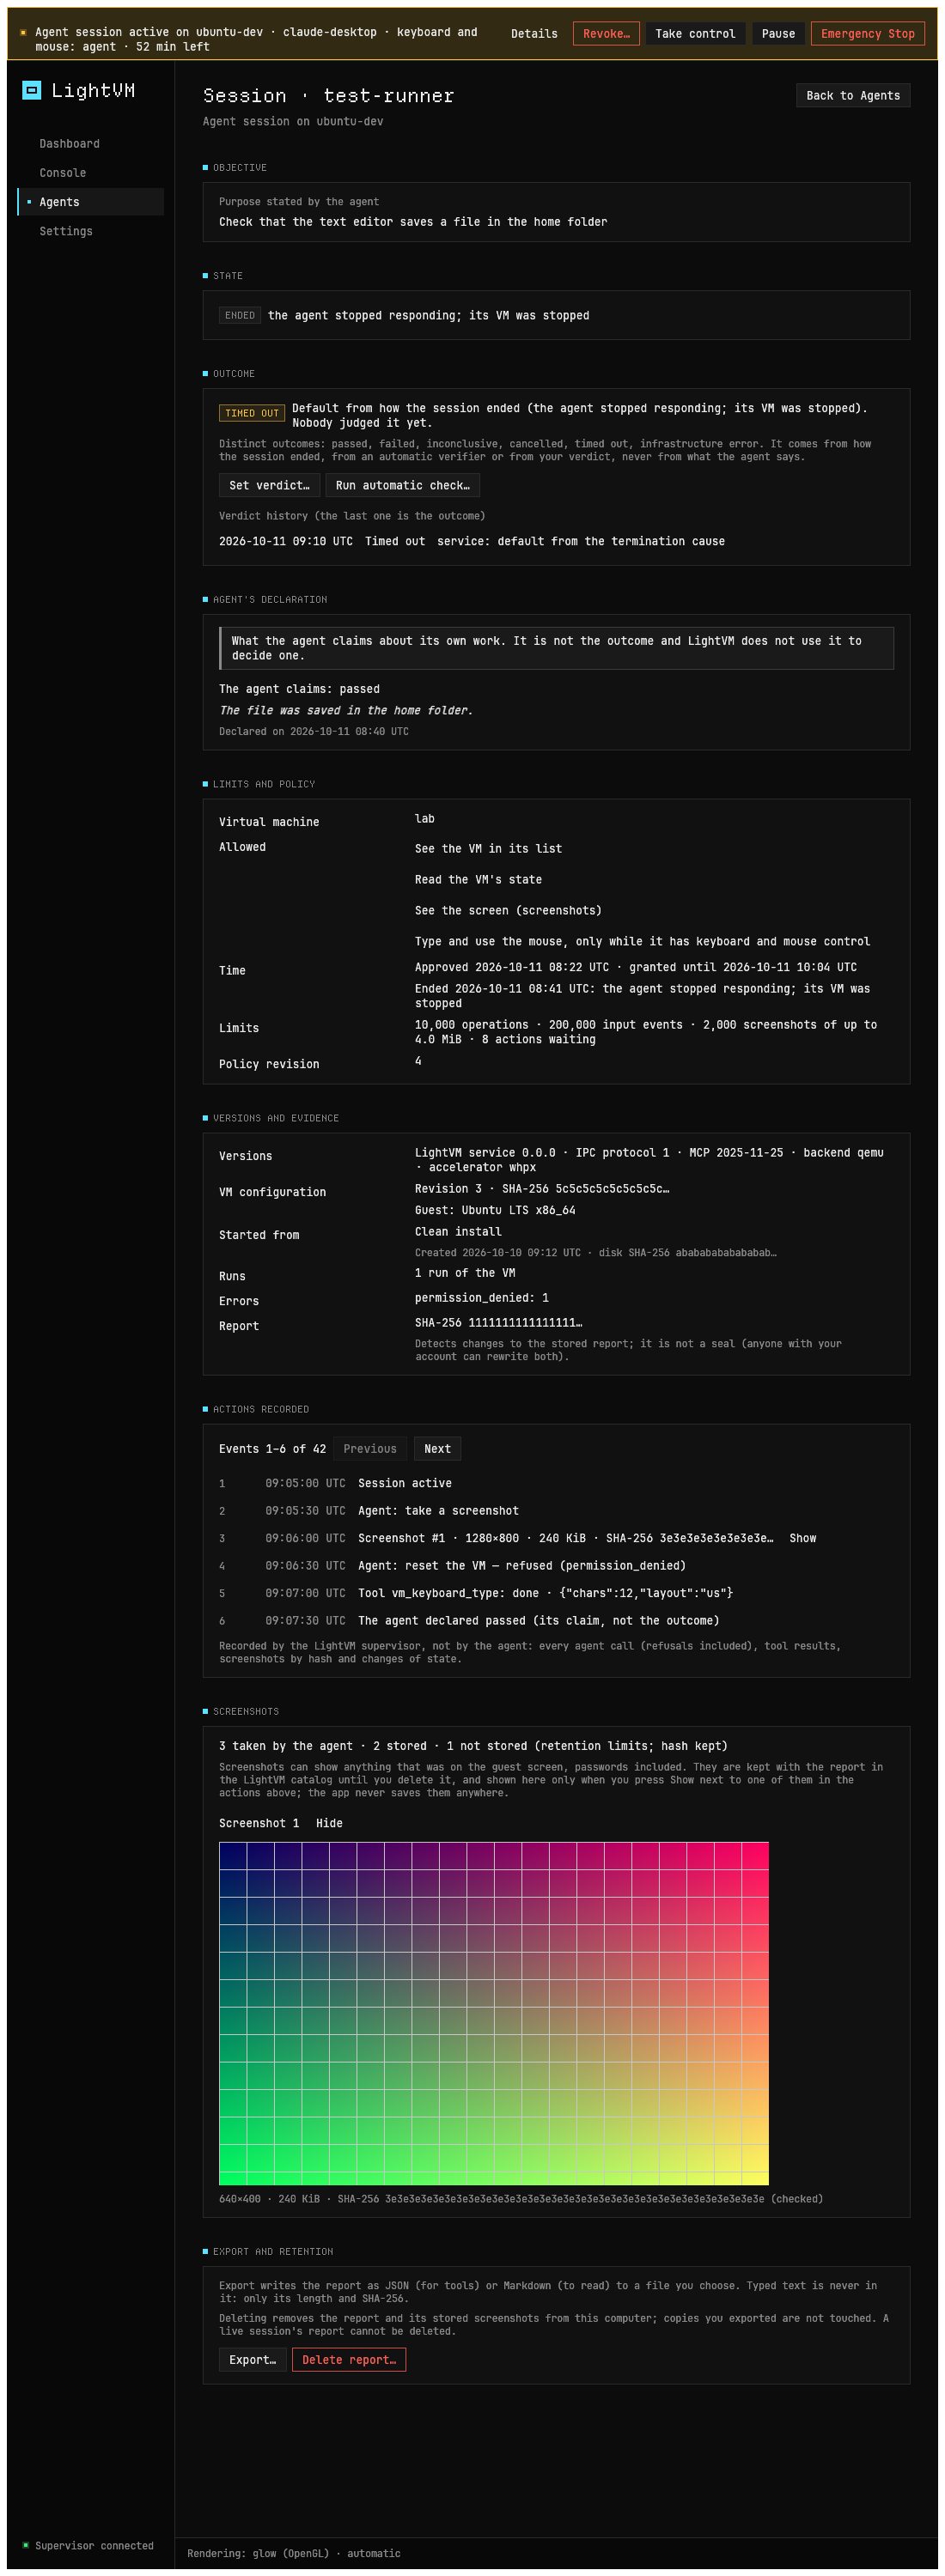 Agent session active on ubuntu-dev · claude-desktop · keyboard and
mouse: agent · 52 min left
Details
Revoke…
Take control
Pause
Emergency Stop
LightVM
Dashboard
Console
Agents
Settings
Session · test-runner
Back to Agents
Agent session on ubuntu-dev
OBJECTIVE
Purpose stated by the agent
Check that the text editor saves a file in the home folder
STATE
ENDED the agent stopped responding; its VM was stopped
OUTCOME
TIMED OUT
Default from how the session ended (the agent stopped responding; its VM was stopped).
Nobody judged it yet.
Distinct outcomes: passed, failed, inconclusive, cancelled, timed out, infrastructure error. It comes from how
the session ended, from an automatic verifier or from your verdict, never from what the agent says.
Set verdict…
Run automatic check…
Verdict history (the last one is the outcome)
2026-10-11 09:10 UTC Timed out service: default from the termination cause
AGENT'S DECLARATION
What the agent claims about its own work. It is not the outcome and LightVM does not use it to
decide one.
The agent claims: passed
The file was saved in the home folder.
Declared on 2026-10-11 08:40 UTC
LIMITS AND POLICY
Virtual machine lab
Allowed See the VM in its list
Read the VM's state
See the screen (screenshots)
Type and use the mouse, only while it has keyboard and mouse control
Time Approved 2026-10-11 08:22 UTC · granted until 2026-10-11 10:04 UTC
Ended 2026-10-11 08:41 UTC: the agent stopped responding; its VM was
stopped
Limits 10,000 operations · 200,000 input events · 2,000 screenshots of up to
4.0 MiB · 8 actions waiting
Policy revision 4
VERSIONS AND EVIDENCE
Versions LightVM service 0.0.0 · IPC protocol 1 · MCP 2025-11-25 · backend qemu
· accelerator whpx
VM configuration Revision 3 · SHA-256 5c5c5c5c5c5c5c5c…
Guest: Ubuntu LTS x86_64
Started from Clean install
Created 2026-10-10 09:12 UTC · disk SHA-256 abababababababab…
Runs 1 run of the VM
Errors permission_denied: 1
Report SHA-256 1111111111111111…
Detects changes to the stored report; it is not a seal (anyone with your
account can rewrite both).
ACTIONS RECORDED
Events 1–6 of 42 Previous Next
1 09:05:00 UTC Session active
2 09:05:30 UTC Agent: take a screenshot
3 09:06:00 UTC Screenshot #1 · 1280×800 · 240 KiB · SHA-256 3e3e3e3e3e3e3e3e… Show
4 09:06:30 UTC Agent: reset the VM — refused (permission_denied)
5 09:07:00 UTC Tool vm_keyboard_type: done · {"chars":12,"layout":"us"}
6 09:07:30 UTC The agent declared passed (its claim, not the outcome)
Recorded by the LightVM supervisor, not by the agent: every agent call (refusals included), tool results,
screenshots by hash and changes of state.
SCREENSHOTS
3 taken by the agent · 2 stored · 1 not stored (retention limits; hash kept)
Screenshots can show anything that was on the guest screen, passwords included. They are kept with the report in
the LightVM catalog until you delete it, and shown here only when you press Show next to one of them in the
actions above; the app never saves them anywhere.
Screenshot 1 Hide
640×400 · 240 KiB · SHA-256 3e3e3e3e3e3e3e3e3e3e3e3e3e3e3e3e3e3e3e3e3e3e3e3e3e3e3e3e3e3e3e3e (checked)
EXPORT AND RETENTION
Export writes the report as JSON (for tools) or Markdown (to read) to a file you choose. Typed text is never in
it: only its length and SHA-256.
Deleting removes the report and its stored screenshots from this computer; copies you exported are not touched. A
live session's report cannot be deleted.
Export…
Delete report…
Supervisor connected
Rendering: glow (OpenGL) · automatic